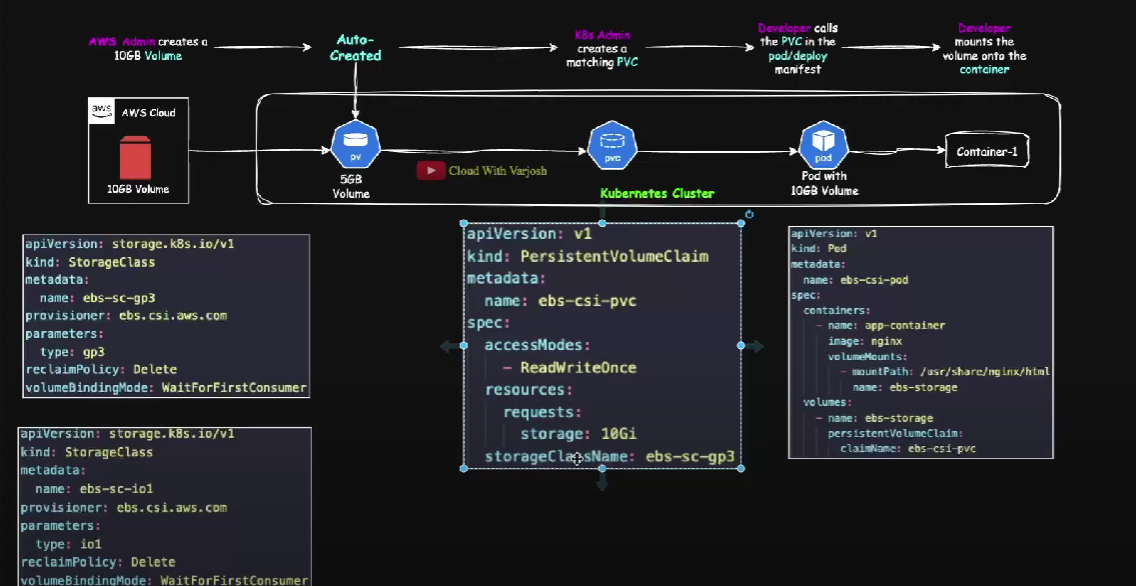 AWS Admin creates a
10GB Volume
Auto-
Created
K8s Admin
creates a
matching PVC
Developer calls
the PVC in the
pod/deploy
manifest
Developer
mounts the
volume onto the
container
aws
AWS Cloud
10GB Volume
pv
5GB
Volume
Cloud With Varjosh
pvc
Kubernetes Cluster
pod
Pod with
10GB Volume
Container-1
apiVersion: storage.k8s.io/v1
kind: StorageClass
metadata:
name: ebs-sc-gp3
provisioner: ebs.csi.aws.com
parameters:
type: gp3
reclaimPolicy: Delete
volumeBindingMode: WaitForFirstConsumer
apiVersion: storage.k8s.io/v1
kind: StorageClass
metadata:
name: ebs-sc-io1
provisioner: ebs.csi.aws.com
parameters:
type: io1
reclaimPolicy: Delete
volumeBindingMode: WaitForFirstConsumer
apiVersion: v1
kind: PersistentVolumeClaim
metadata:
name: ebs-csi-pvc
spec:
accessModes:
- ReadWriteOnce
resources:
requests:
storage: 10Gi
storageClassName: ebs-sc-gp3
apiVersion: v1
kind: Pod
metadata:
name: ebs-csi-pod
spec:
containers:
- name: app-container
image: nginx
volumeMounts:
- mountPath: /usr/share/nginx/html
name: ebs-storage
volumes:
- name: ebs-storage
persistentVolumeClaim:
claimName: ebs-csi-pvc